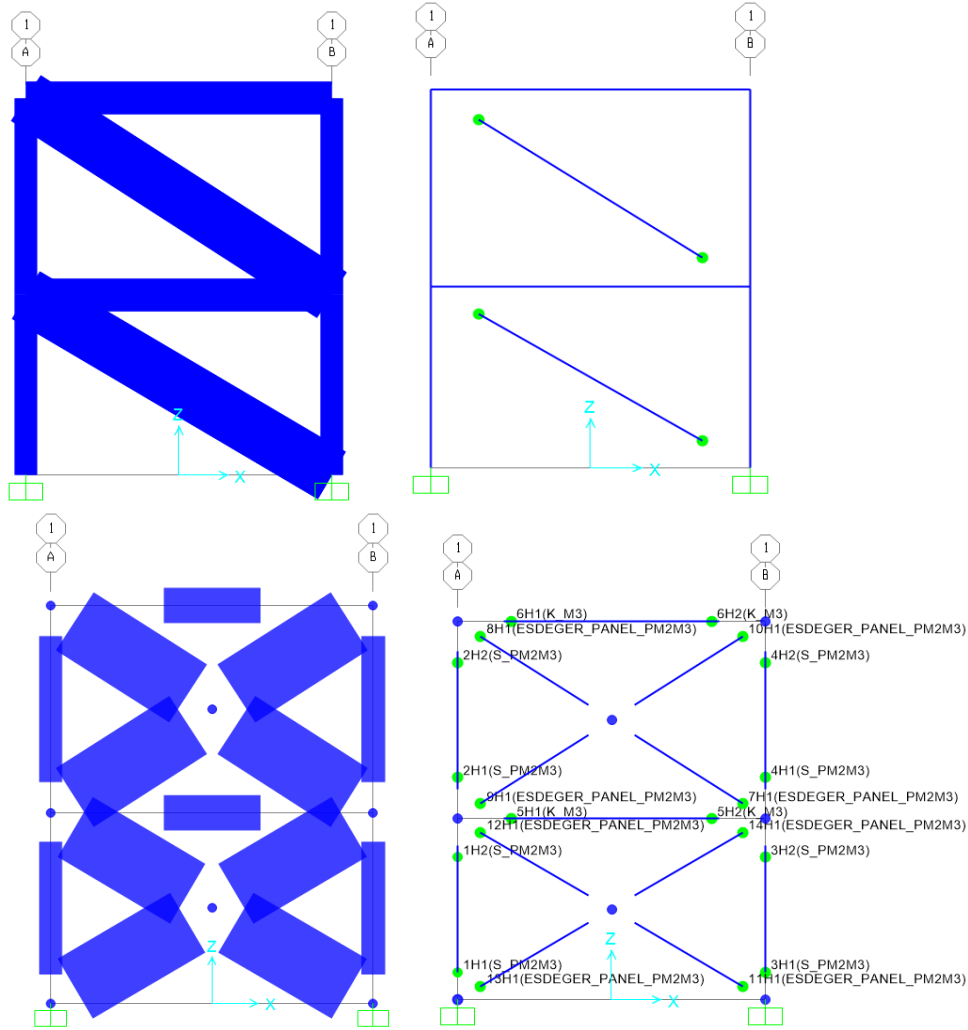 1
A
1
B
Z
X
1
A
1
B
Z
X
1
A
1
B
Z
X
1
A
1
B
6H1(K_M3)
6H2(K_M3)
8H1(ESDEGER_PANEL_PM2M3)
10H1(ESDEGER_PANEL_PM2M3)
2H2(S_PM2M3)
4H2(S_PM2M3)
2H1(S_PM2M3)
4H1(S_PM2M3)
9H1(ESDEGER_PANEL_PM2M3)
7H1(ESDEGER_PANEL_PM2M3)
5H1(K_M3)
5H2(K_M3)
12H1(ESDEGER_PANEL_PM2M3)
14H1(ESDEGER_PANEL_PM2M3)
1H2(S_PM2M3)
3H2(S_PM2M3)
Z
1H1(S_PM2M3)
3H1(S_PM2M3)
13H1(ESDEGER_PANEL_PM2M3)
11H1(ESDEGER_PANEL_PM2M3)
X